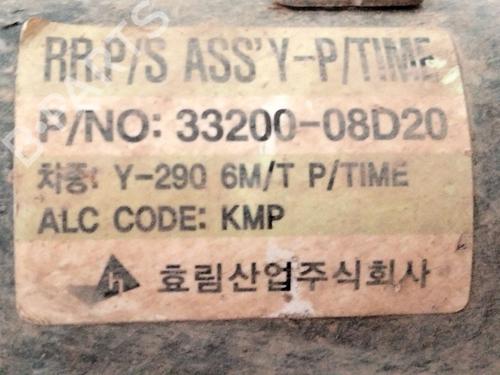 RR.P/S ASS'Y-P/TIME
P/NO: 33200-08D20
차종: Y-290 6M/T P/TIME
ALC CODE: KMP
효림산업주식회사
B-PARTS